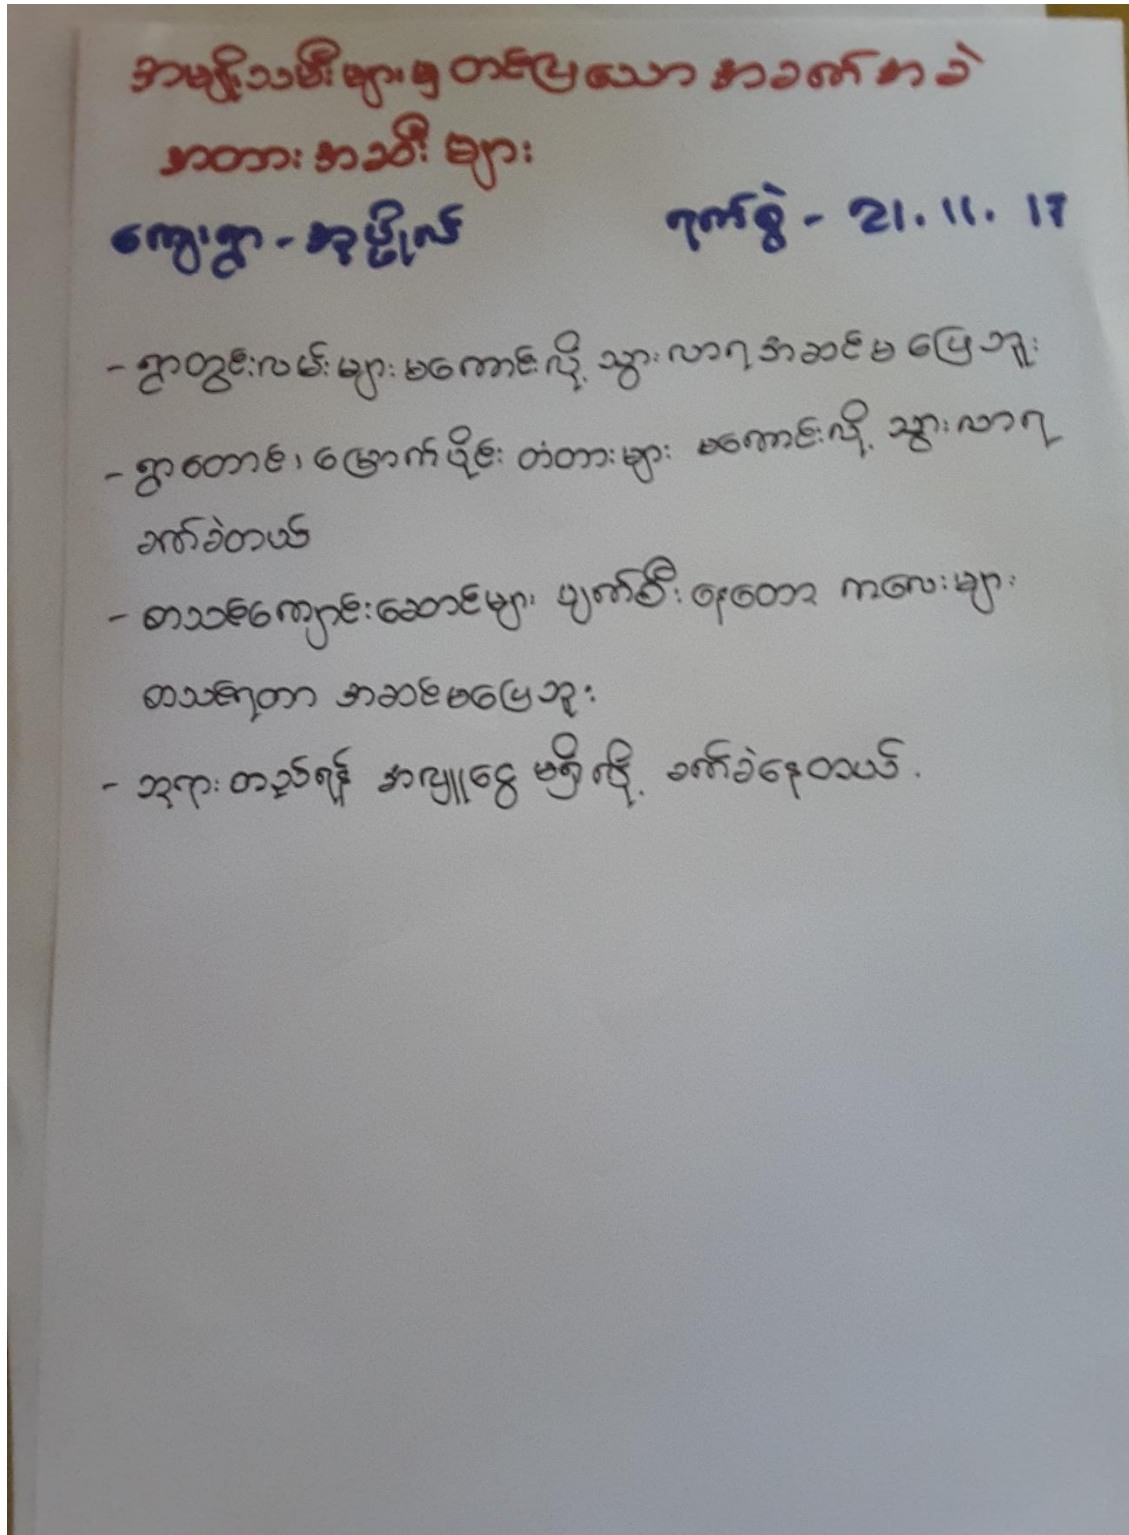 အမျိုးသမီးများမှ တင်ပြသော အခက်အခဲ
အတားအဆီး များ
ကျေးရွာ - ရက်စွဲ - 21. 11. 17
- ရွာတွင်းလမ်းများ မကောင်းလို့ သွားလာရ အဆင်မပြေဘူး
- ရွာတောင်၊ မြောက်ပိုင်း တံတားများ မကောင်းလို့ သွားလာရ
ခက်ခဲတယ်
- စာသင်ကျောင်းဆောင်များ ပျက်စီးနေတော့ ကလေးများ
စာသင်ရတာ အဆင်မပြေဘူး
- ဘုရား တည်ရန် အလှူငွေ မရှိလို့ ခက်ခဲနေတယ်.